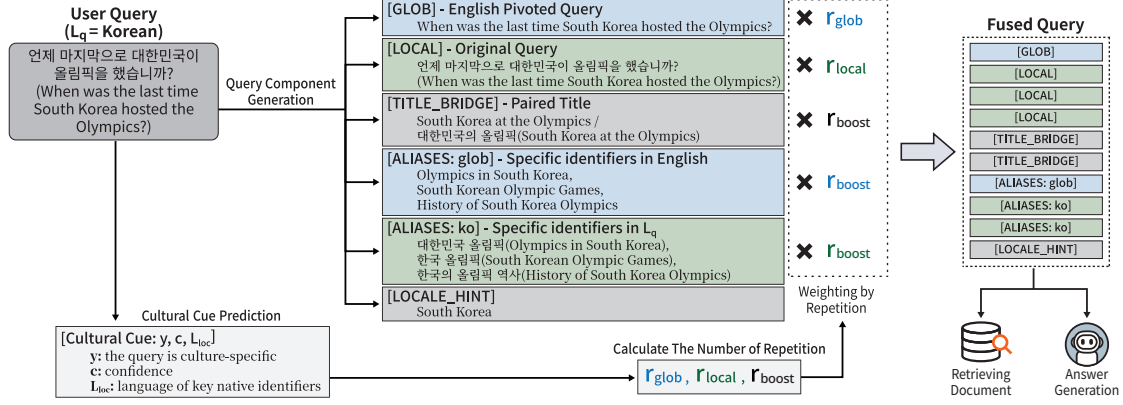 User Query
(Lq = Korean)
언제 마지막으로 대한민국이
올림픽을 했습니까?
(When was the last time
South Korea hosted the
Olympics?)
Query Component
Generation
[GLOB] - English Pivoted Query
When was the last time South Korea hosted the Olympics?
[LOCAL] - Original Query
언제 마지막으로 대한민국이 올림픽을 했습니까?
(When was the last time South Korea hosted the Olympics?)
[TITLE_BRIDGE] - Paired Title
South Korea at the Olympics /
대한민국의 올림픽(South Korea at the Olympics)
[ALIASES: glob] - Specific identifiers in English
Olympics in South Korea,
South Korean Olympic Games,
History of South Korea Olympics
[ALIASES: ko] - Specific identifiers in Lq
대한민국 올림픽(Olympics in South Korea),
한국 올림픽(South Korean Olympic Games),
한국의 올림픽 역사(History of South Korea Olympics)
[LOCALE_HINT]
South Korea
× rglob
× rlocal
× rboost
× rboost
× rboost
Weighting by
Repetition
Cultural Cue Prediction
[Cultural Cue: y, c, Lloc]
y: the query is culture-specific
c: confidence
Lloc: language of key native identifiers
Calculate The Number of Repetition
rglob , rlocal , rboost
Fused Query
[GLOB]
[LOCAL]
[LOCAL]
[LOCAL]
[TITLE_BRIDGE]
[TITLE_BRIDGE]
[ALIASES: glob]
[ALIASES: ko]
[ALIASES: ko]
[LOCALE_HINT]
Retrieving
Document
Answer
Generation